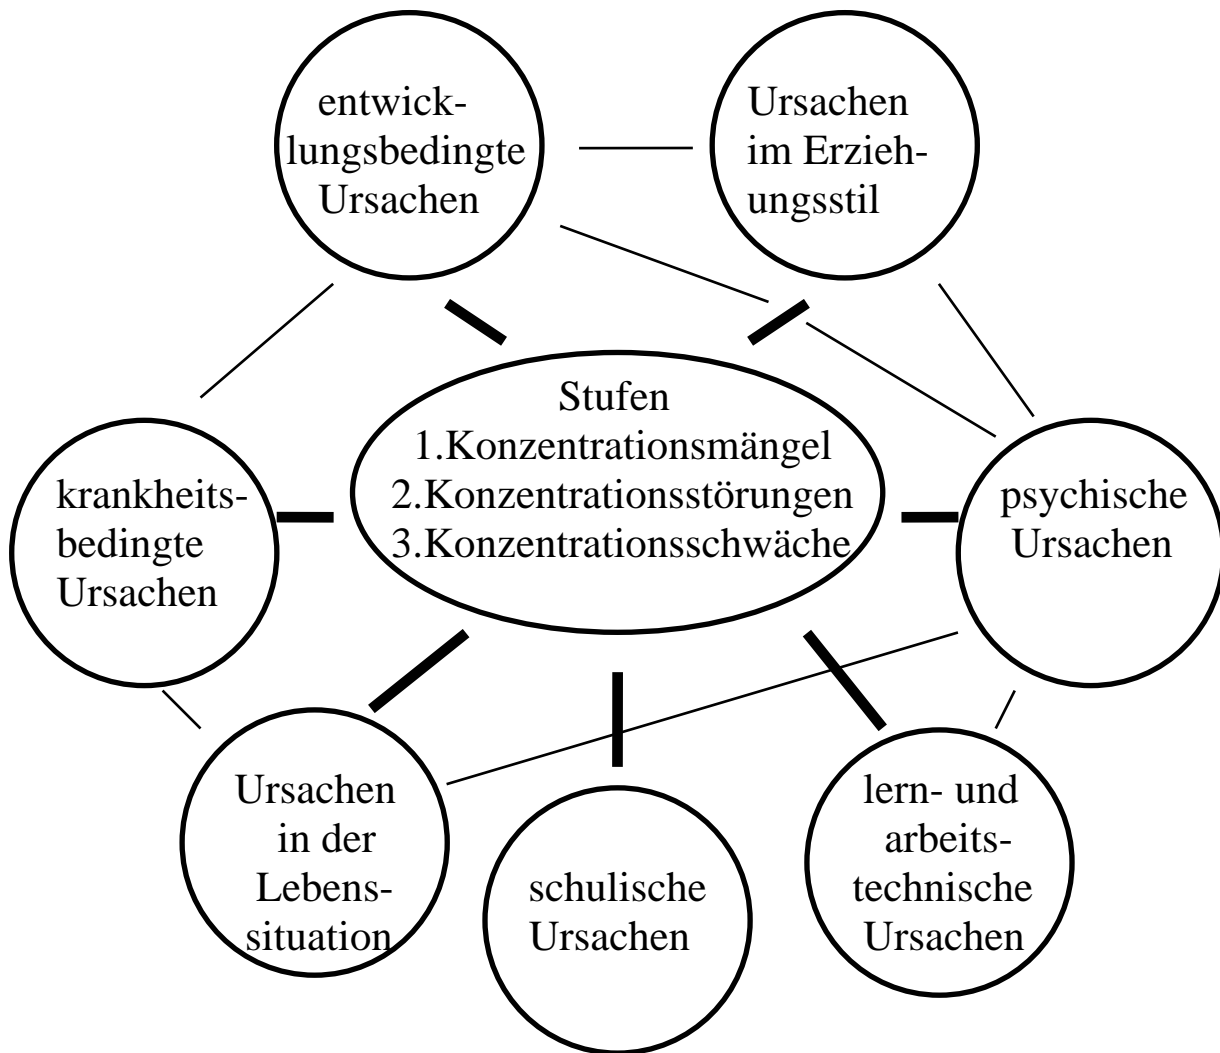 entwick-
lungsbedingte
Ursachen
Ursachen
im Erzieh-
ungsstil
Stufen
1.Konzentrationsmängel
2.Konzentrationsstörungen
3.Konzentrationsschwäche
krankheits-
bedingte
Ursachen
psychische
Ursachen
Ursachen
in der
Lebens-
situation
schulische
Ursachen
lern- und
arbeits-
technische
Ursachen